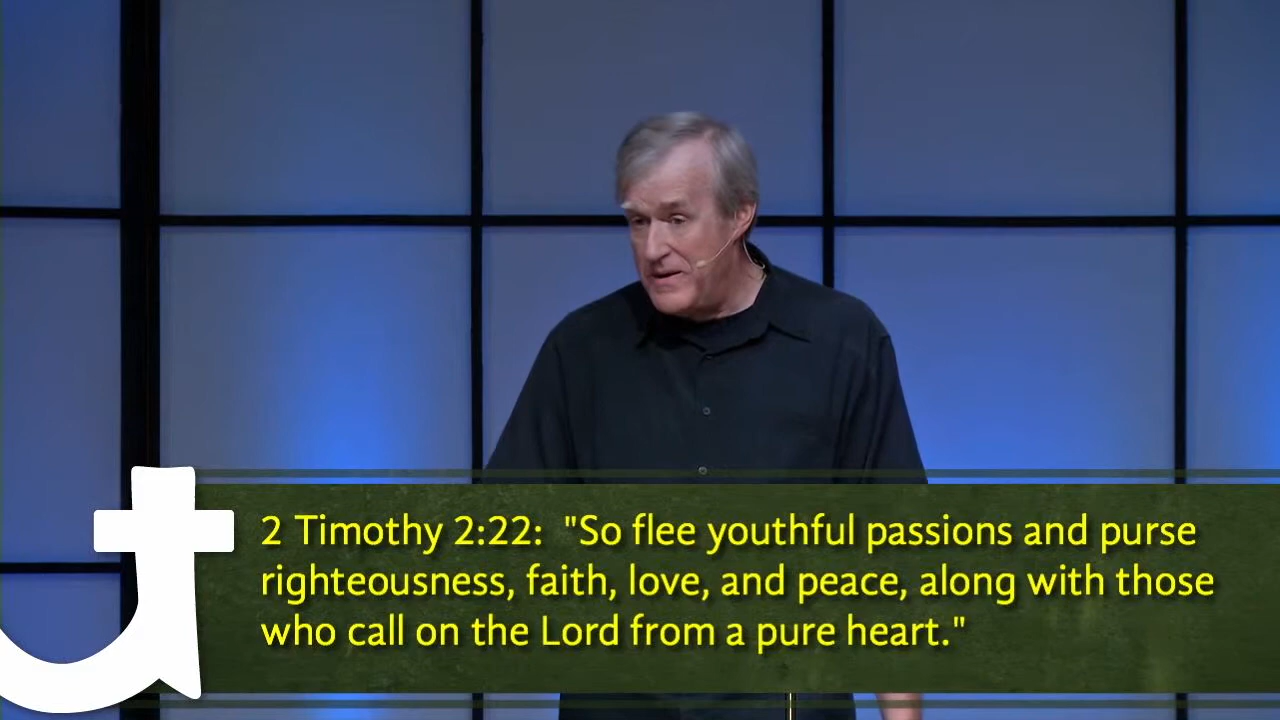 2 Timothy 2:22:  "So flee youthful passions and purse
righteousness, faith, love, and peace, along with those
who call on the Lord from a pure heart."